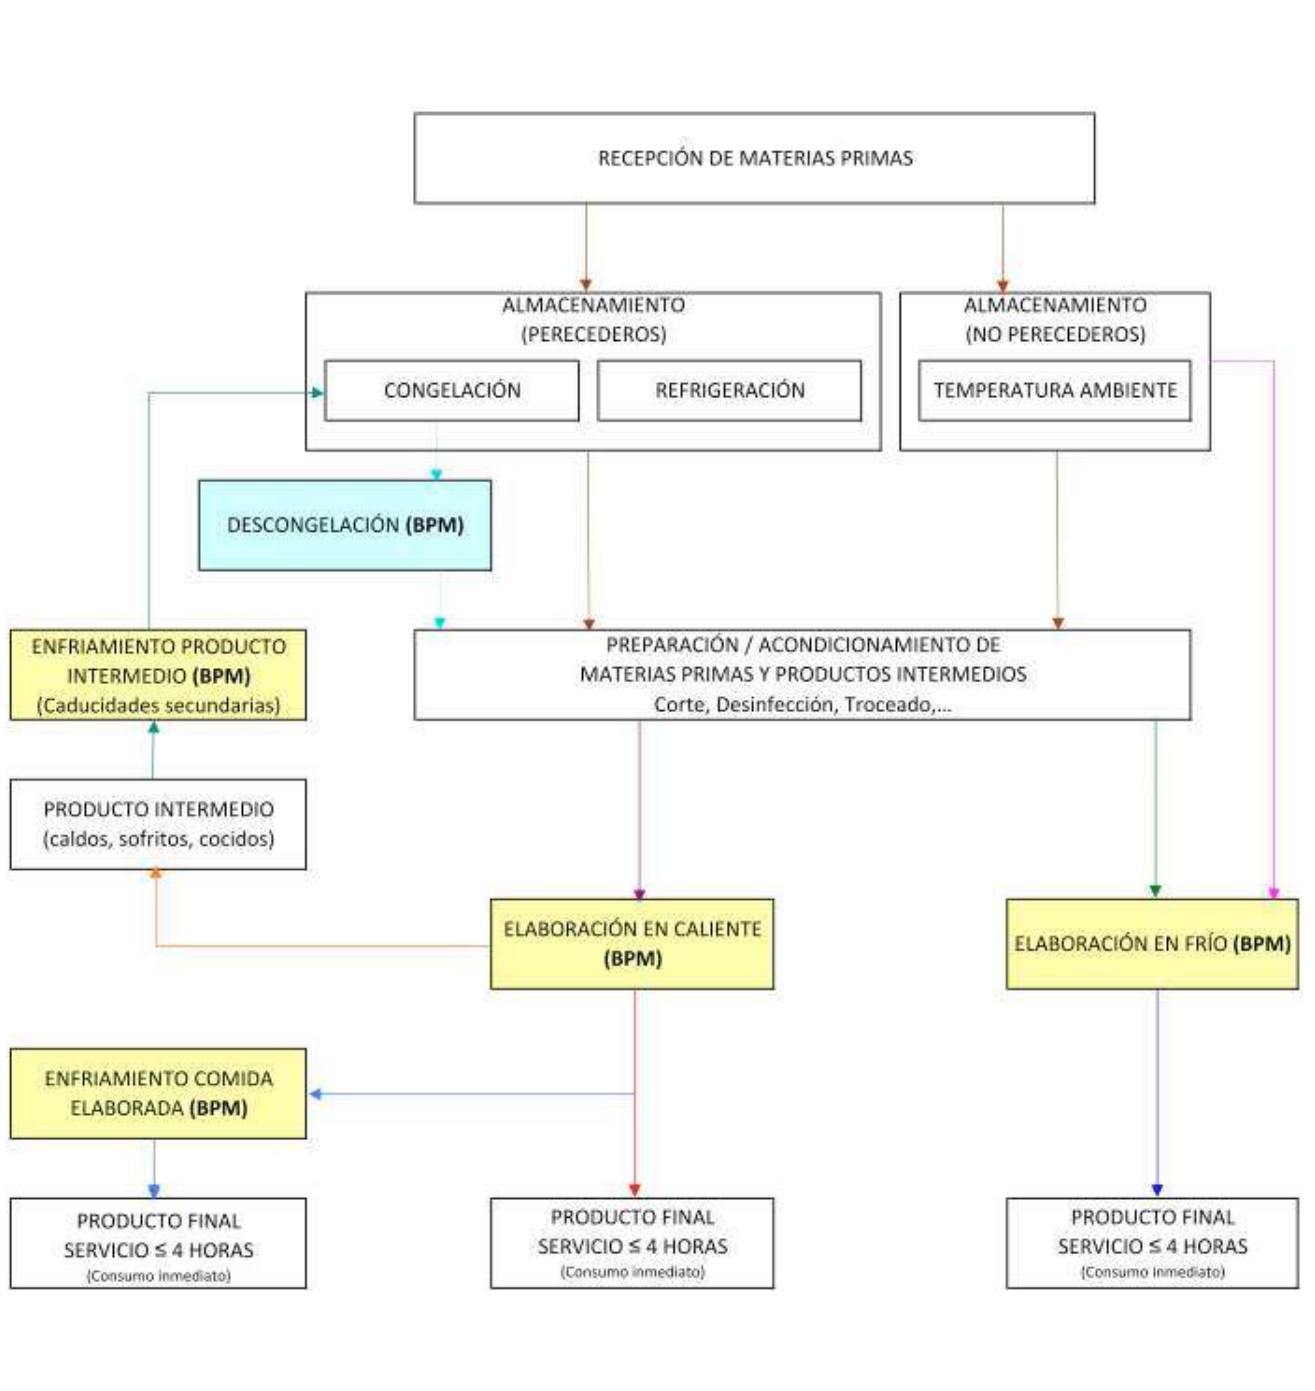 RECEPCIÓN DE MATERIAS PRIMAS
ALMACENAMIENTO
(PERECEDEROS)
CONGELACIÓN
REFRIGERACIÓN
ALMACENAMIENTO
(NO PERECEDEROS)
TEMPERATURA AMBIENTE
DESCONGELACIÓN (BPM)
ENFRIAMIENTO PRODUCTO
INTERMEDIO (BPM)
(Caducidades secundarias)
PREPARACIÓN / ACONDICIONAMIENTO DE
MATERIAS PRIMAS Y PRODUCTOS INTERMEDIOS
Corte, Desinfección, Troceado,...
PRODUCTO INTERMEDIO
(caldos, sofritos, cocidos)
ELABORACIÓN EN CALIENTE
(BPM)
ELABORACIÓN EN FRÍO (BPM)
ENFRIAMIENTO COMIDA
ELABORADA (BPM)
PRODUCTO FINAL
SERVICIO ≤ 4 HORAS
(Consumo inmediato)
PRODUCTO FINAL
SERVICIO ≤ 4 HORAS
(Consumo inmediato)
PRODUCTO FINAL
SERVICIO ≤ 4 HORAS
(Consumo inmediato)